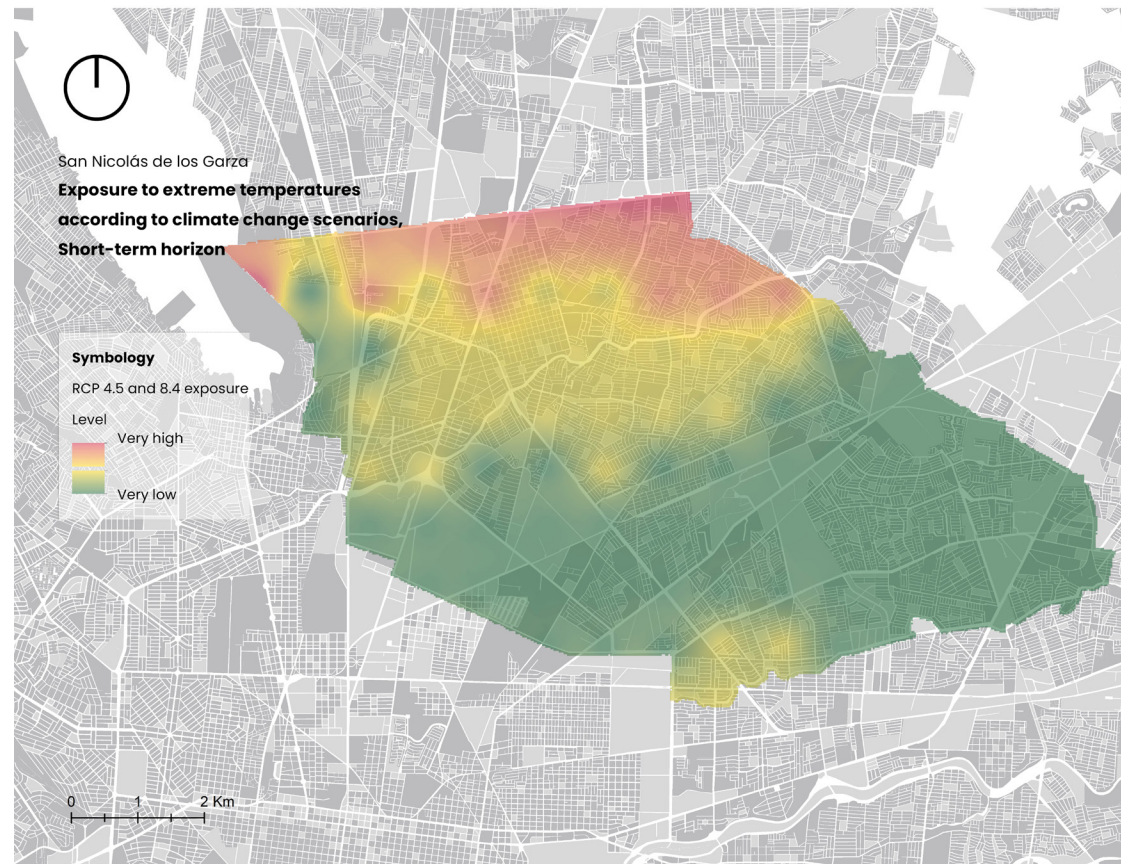 San Nicolás de los Garza
Exposure to extreme temperatures
according to climate change scenarios,
Short-term horizon
Symbology
RCP 4.5 and 8.4 exposure
Level
Very high
Very low
0 1 2 Km